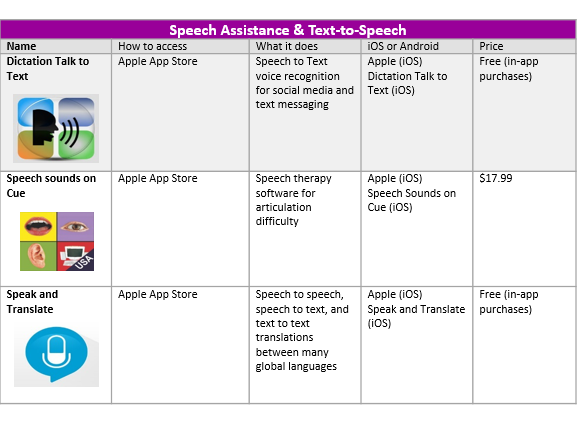 Speech Assistance & Text-to-Speech
Name How to access What it does iOS or Android Price
Dictation Talk to
Text
Apple App Store
Speech to Text
voice recognition
for social media and
text messaging
Apple (iOS)
Dictation Talk to
Text (iOS)
Free (in-app
purchases)
Speech sounds on
Cue
USA
Apple App Store
Speech therapy
software for
articulation
difficulty
Apple (iOS)
Speech Sounds on
Cue (iOS)
$17.99
Speak and
Translate
Apple App Store
Speech to speech,
speech to text, and
text to text
translations
between many
global languages
Apple (iOS)
Speak and Translate
(iOS)
Free (in-app
purchases)